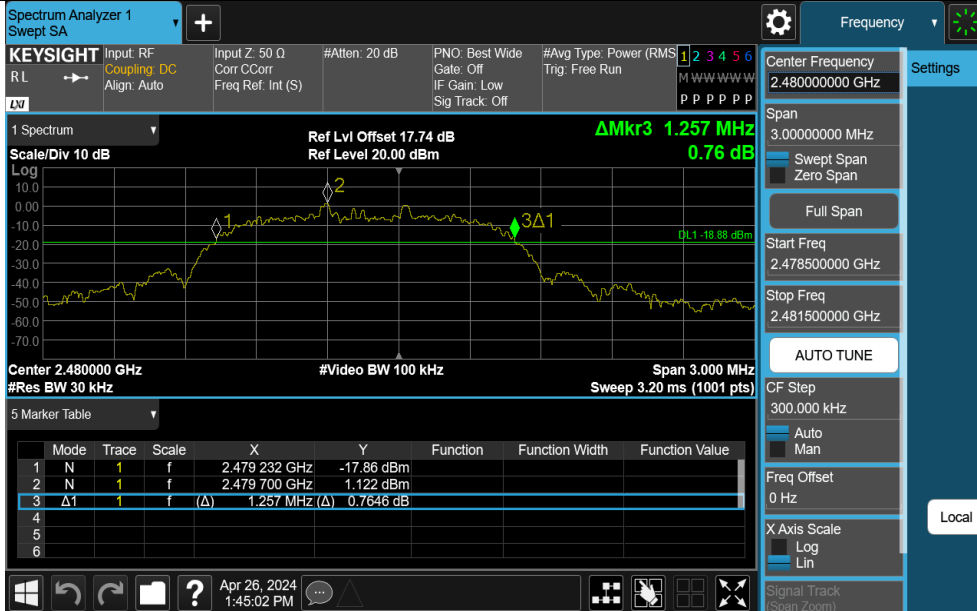 Spectrum Analyzer 1
Swept SA
Frequency
KEYSIGHT
Input: RF
Input Z: 50 Ω
#Atten: 20 dB
PNO: Best Wide
#Avg Type: Power (RMS
1 2 3 4 5 6
RL
Coupling: DC
Corr CCorr
Gate: Off
Trig: Free Run
M W W W W W
Align: Auto
Freq Ref: Int (S)
IF Gain: Low
LXI
Sig Track: Off
P P P P P P
1 Spectrum
Ref Lvl Offset 17.74 dB
ΔMkr3 1.257 MHz
Scale/Div 10 dB
Ref Level 20.00 dBm
0.76 dB
Log
10.0
2
0.00
1
3Δ1
-10.0
DL1 -18.88 dBm
-20.0
-30.0
-40.0
-50.0
-60.0
-70.0
Center 2.480000 GHz
#Video BW 100 kHz
Span 3.000 MHz
#Res BW 30 kHz
Sweep 3.20 ms (1001 pts)
5 Marker Table
Mode Trace Scale X Y Function Function Width Function Value
1 N 1 f 2.479 232 GHz -17.86 dBm
2 N 1 f 2.479 700 GHz 1.122 dBm
3 Δ1 1 f (Δ) 1.257 MHz (Δ) 0.7646 dB
4
5
6
?
Apr 26, 2024
1:45:02 PM
Center Frequency
2.480000000 GHz
Settings
Span
3.00000000 MHz
Swept Span
Zero Span
Full Span
Start Freq
2.478500000 GHz
Stop Freq
2.481500000 GHz
AUTO TUNE
CF Step
300.000 kHz
Auto
Man
Freq Offset
0 Hz
Local
X Axis Scale
Log
Lin
Signal Track
(Span Zoom)